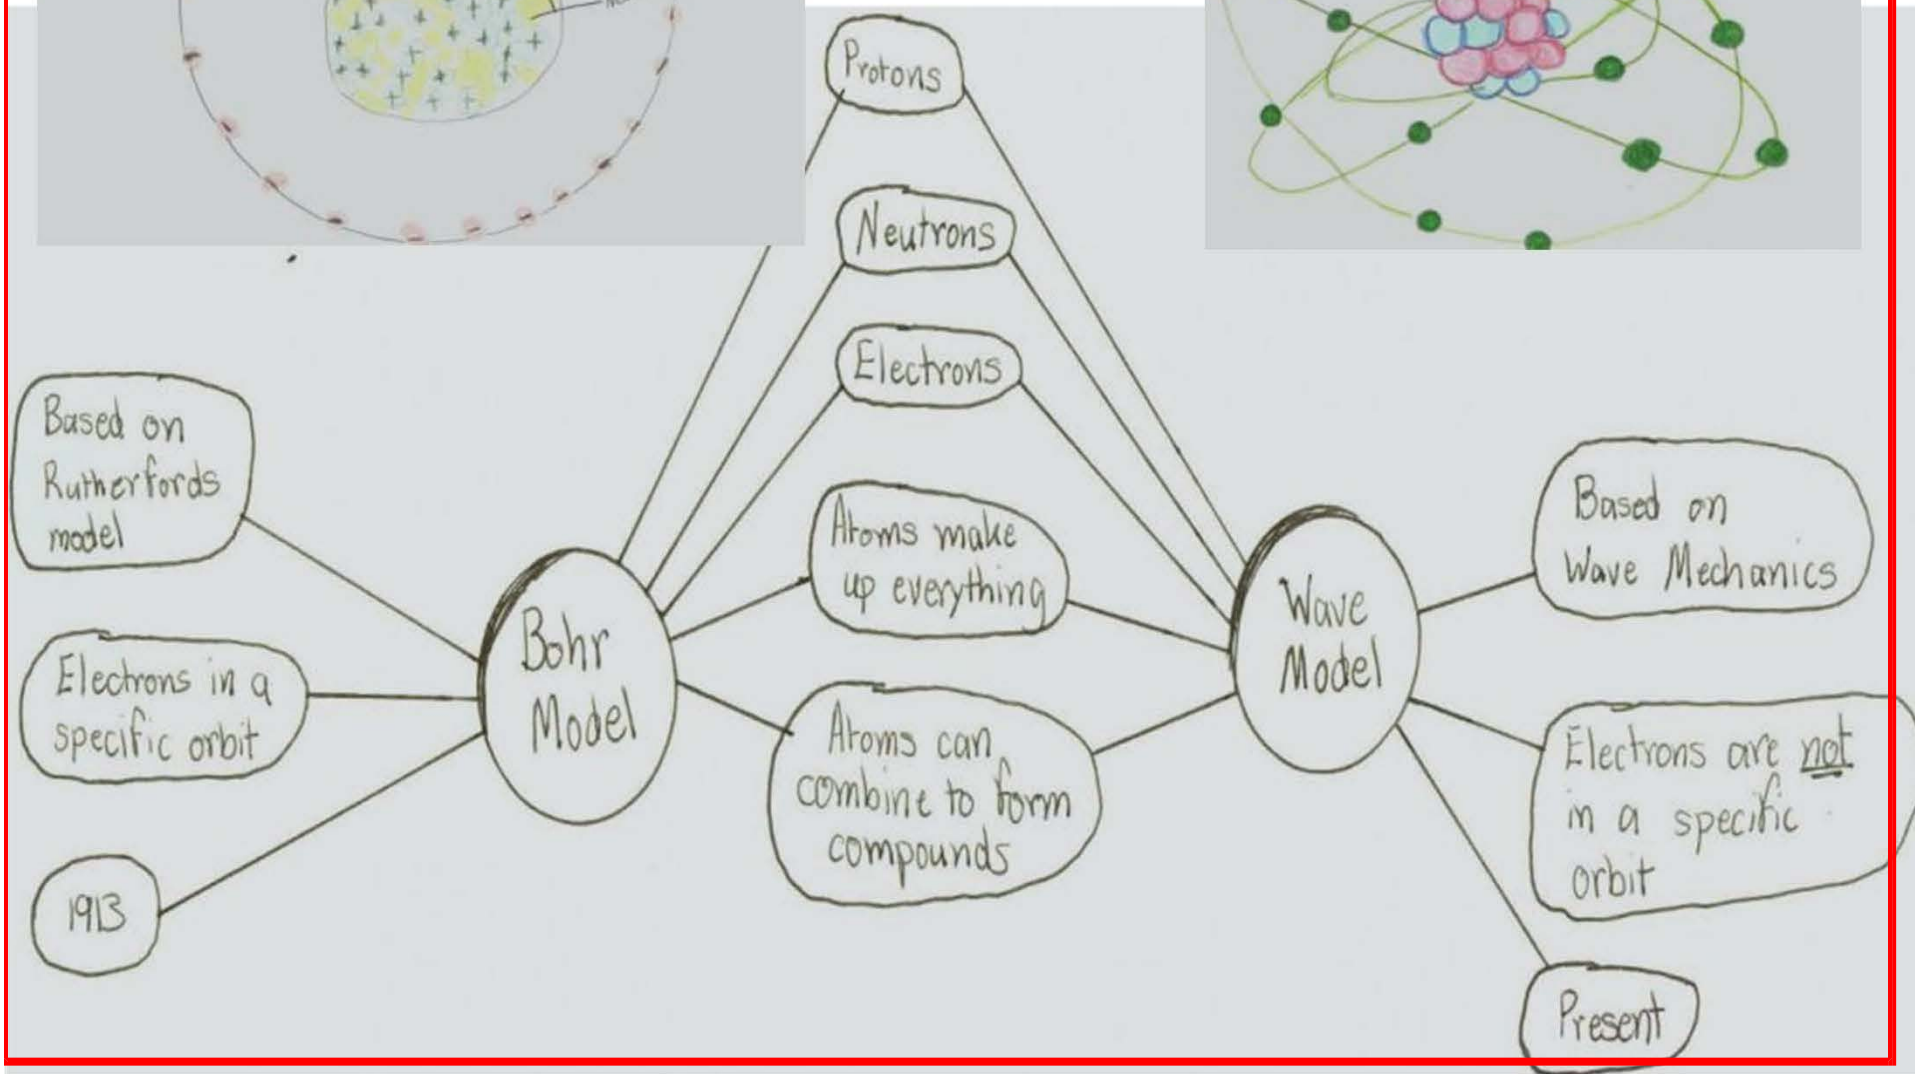 Protons
Neutrons
Electrons
Based on
Rutherfords
model
Atoms make
up everything
Based on
Wave Mechanics
Bohr
Model
Wave
Model
Electrons in a
specific orbit
Atoms can
combine to form
compounds
Electrons are not
in a specific
orbit
1913
Present